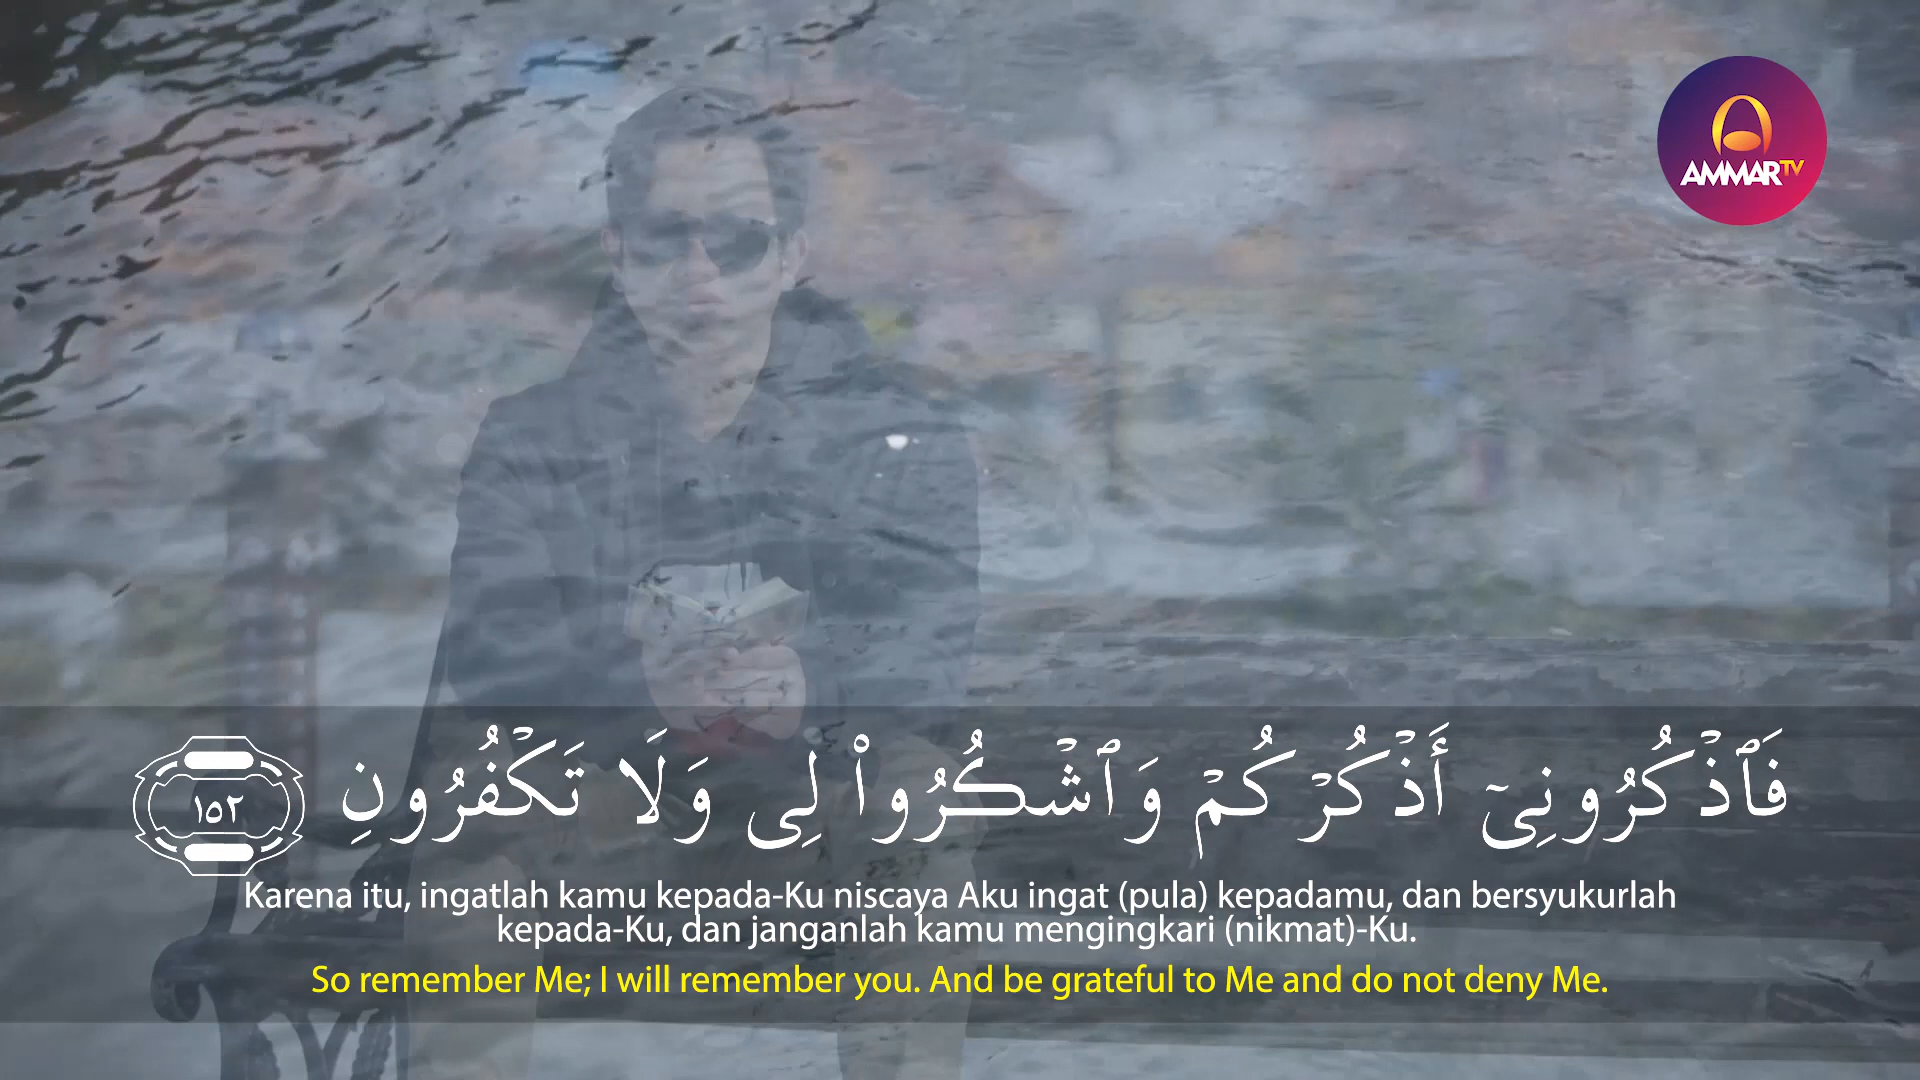 AMMARTV
فَٱذْكُرُونِىٓ أَذْكُرْكُمْ وَٱشْكُرُوا۟ لِى وَلَا تَكْفُرُونِ ١٥٢
Karena itu, ingatlah kamu kepada-Ku niscaya Aku ingat (pula) kepadamu, dan bersyukurlah
kepada-Ku, dan janganlah kamu mengingkari (nikmat)-Ku.
So remember Me; I will remember you. And be grateful to Me and do not deny Me.